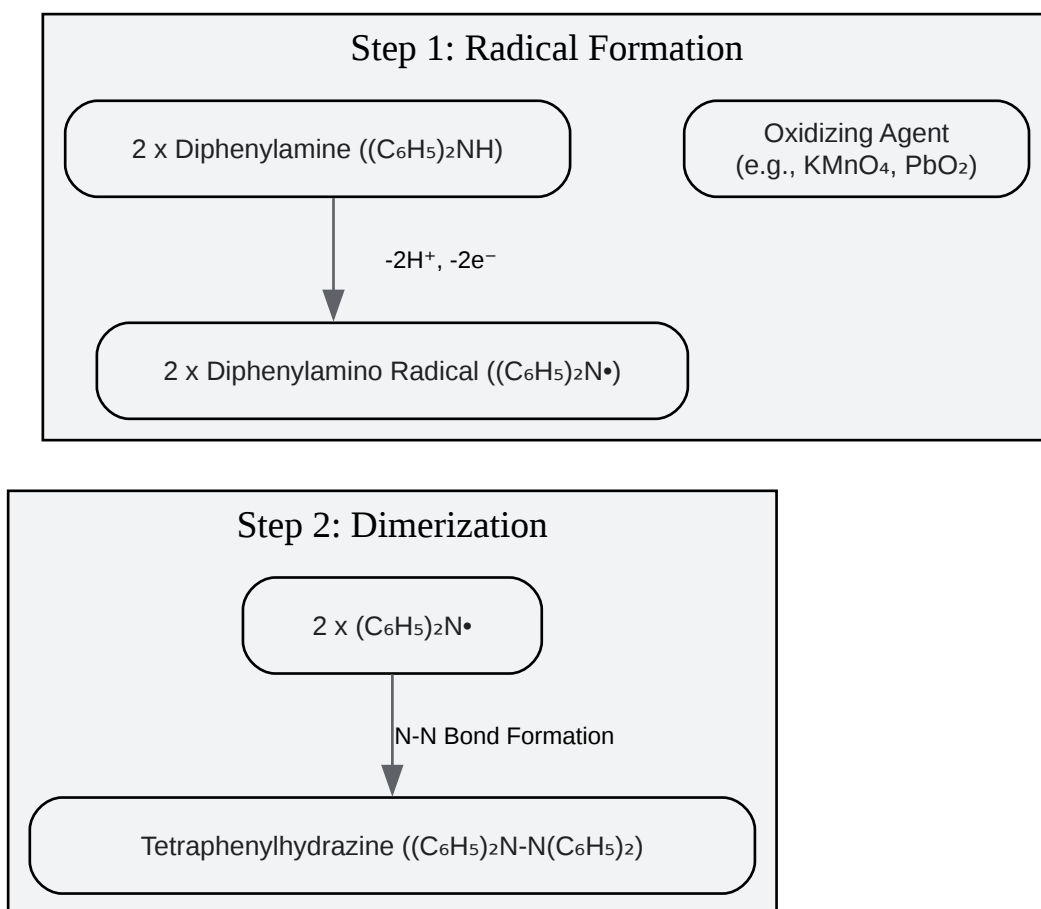 Step 1: Radical Formation
2 x Diphenylamine ((C₆H₅)₂NH)
Oxidizing Agent
(e.g., KMnO₄, PbO₂)
-2H⁺, -2e⁻
2 x Diphenylamino Radical ((C₆H₅)₂N•)
Step 2: Dimerization
2 x (C₆H₅)₂N•
N-N Bond Formation
Tetraphenylhydrazine ((C₆H₅)₂N-N(C₆H₅)₂)